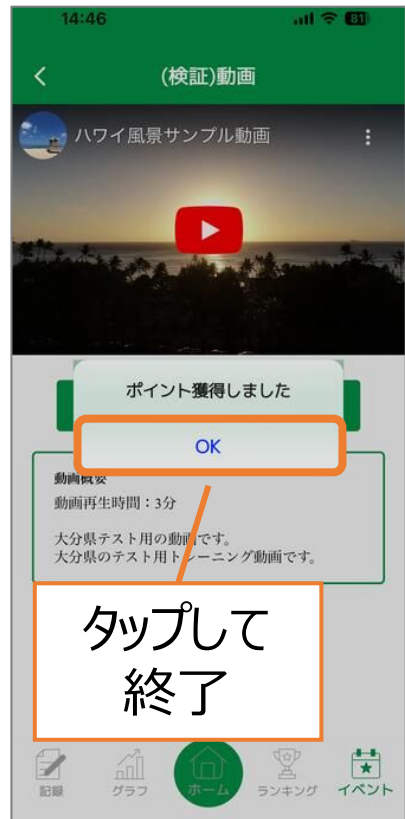 14:46
81
(検証)動画
ハワイ風景サンプル動画
ポイント獲得しました
OK
動画概要
動画再生時間：3分
大分県テスト用の動画です。
大分県のテスト用トレーニング動画です。
タップして
終了
記録
グラフ
ホーム
ランキング
イベント